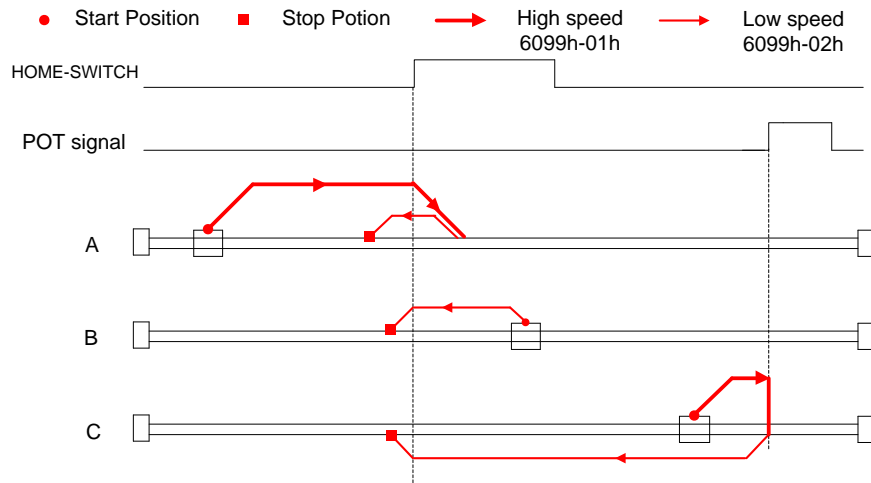 Start Position
Stop Potion
High speed
6099h-01h
Low speed
6099h-02h
HOME-SWITCH
POT signal
A
B
C